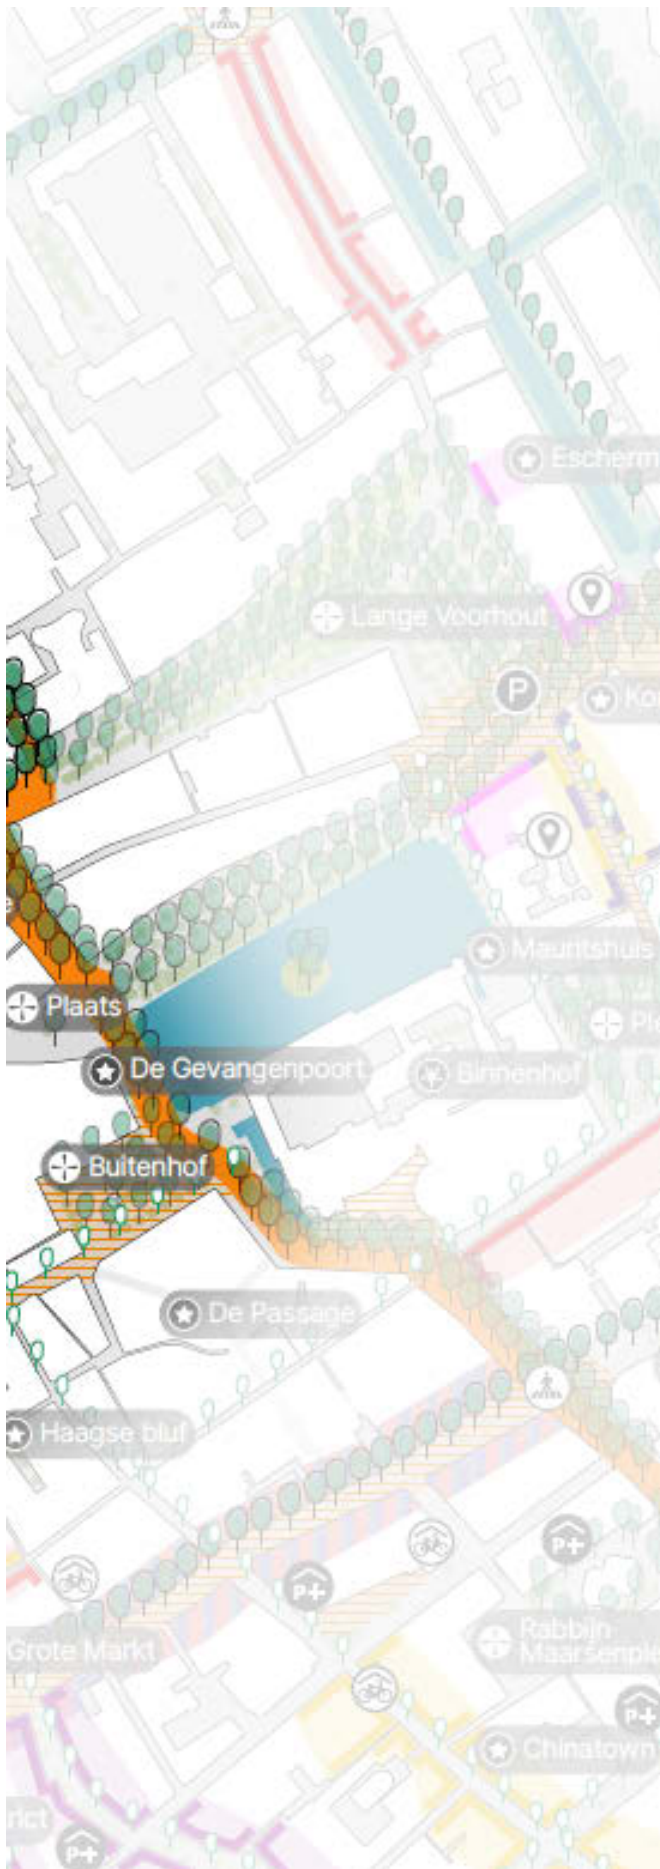 Escherm
Lange Voorhout
P
Ko
Mauritshuis
Plaats
Ple
De Gevangenpoort
Binnenhof
Buitenhof
De Passage
Haagse bluf
P+
P+
Grote Markt
Rabbijn-
Maarsenple
P+
Chinatown
rict
P+